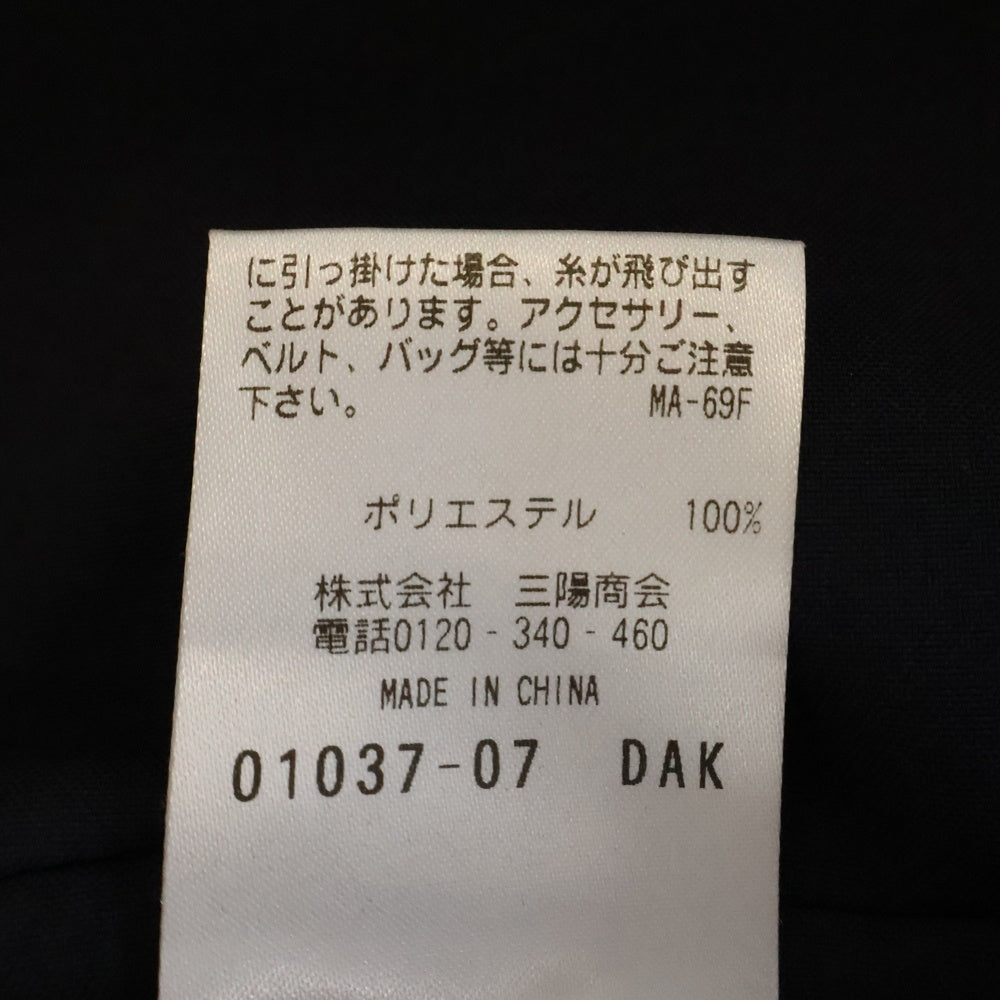 に引っ掛けた場合、糸が飛び出す
ことがあります。アクセサリー、
ベルト、バッグ等には十分ご注意
下さい。 MA-69F
ポリエステル 100%
株式会社 三陽商会
電話0120-340-460
MADE IN CHINA
01037-07 DAK